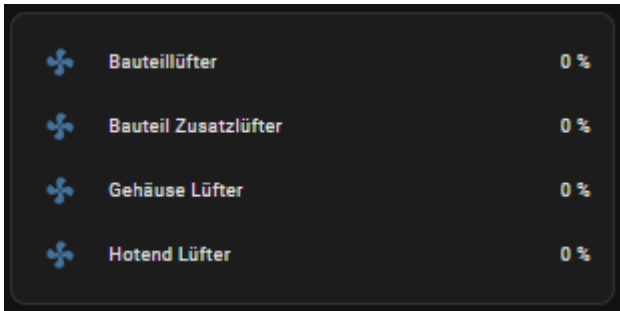 Bauteillüfter 0 %
Bauteil Zusatzlüfter 0 %
Gehäuse Lüfter 0 %
Hotend Lüfter 0 %